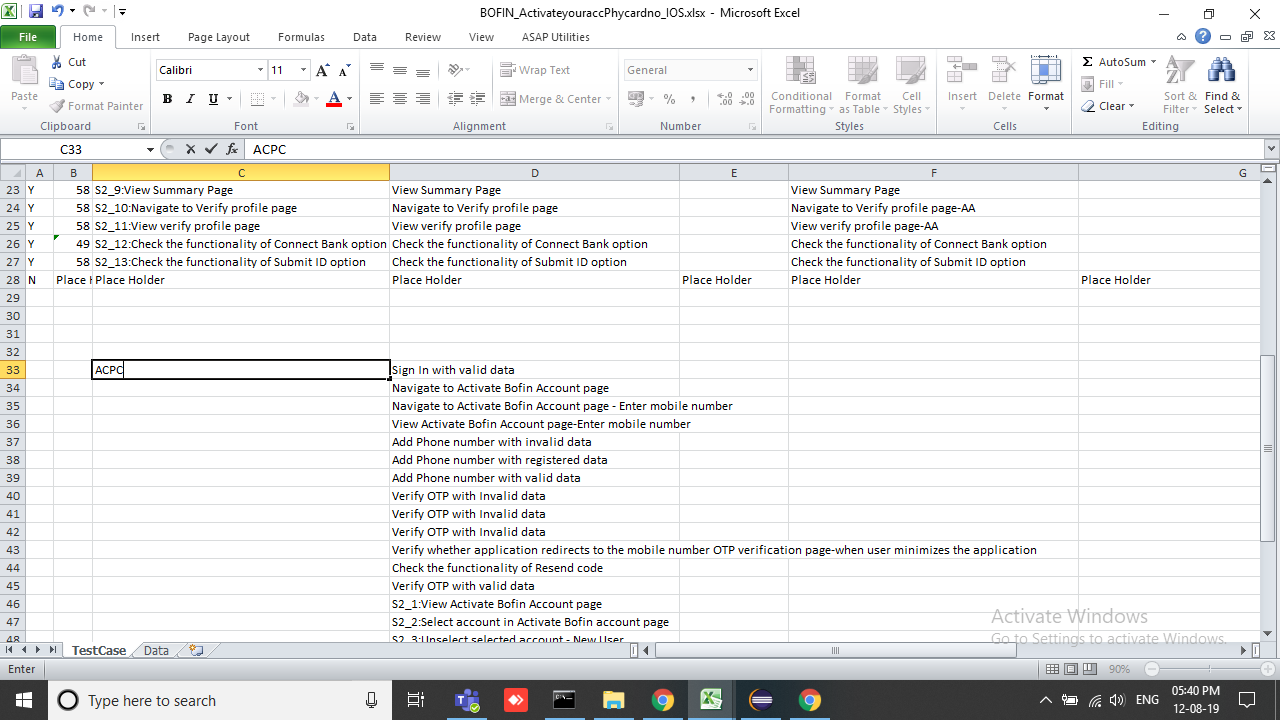 BOFIN_ActivateyouraccPhycardno_IOS.xlsx - Microsoft Excel
File Home Insert Page Layout Formulas Data Review View ASAP Utilities
Paste Cut Copy Format Painter Clipboard
Calibri 11 A A B I U A Font
Wrap Text Merge & Center Alignment
General % , .00 Number
Conditional Formatting Format as Table Cell Styles Styles
Insert Delete Format Cells
Σ AutoSum Fill Clear Sort & Filter Find & Select Editing
C33 fx ACPC
A B C D E F G
23 Y 58 S2_9:View Summary Page View Summary Page View Summary Page
24 Y 58 S2_10:Navigate to Verify profile page Navigate to Verify profile page Navigate to Verify profile page-AA
25 Y 58 S2_11:View verify profile page View verify profile page View verify profile page-AA
26 Y 49 S2_12:Check the functionality of Connect Bank option Check the functionality of Connect Bank option Check the functionality of Connect Bank option
27 Y 58 S2_13:Check the functionality of Submit ID option Check the functionality of Submit ID option Check the functionality of Submit ID option
28 N Place Place Holder Place Holder Place Holder Place Holder Place Holder
29
30
31
32
33 ACPC Sign In with valid data
34 Navigate to Activate Bofin Account page
35 Navigate to Activate Bofin Account page - Enter mobile number
36 View Activate Bofin Account page-Enter mobile number
37 Add Phone number with invalid data
38 Add Phone number with registered data
39 Add Phone number with valid data
40 Verify OTP with Invalid data
41 Verify OTP with Invalid data
42 Verify OTP with Invalid data
43 Verify whether application redirects to the mobile number OTP verification page-when user minimizes the application
44 Check the functionality of Resend code
45 Verify OTP with valid data
46 S2_1:View Activate Bofin Account page
47 S2_2:Select account in Activate Bofin account page
48 S2_3:Unselect selected account - New User
Activate Windows
Go to Settings to activate Windows.
TestCase Data
Enter 90%
Type here to search
ENG 05:40 PM
12-08-19